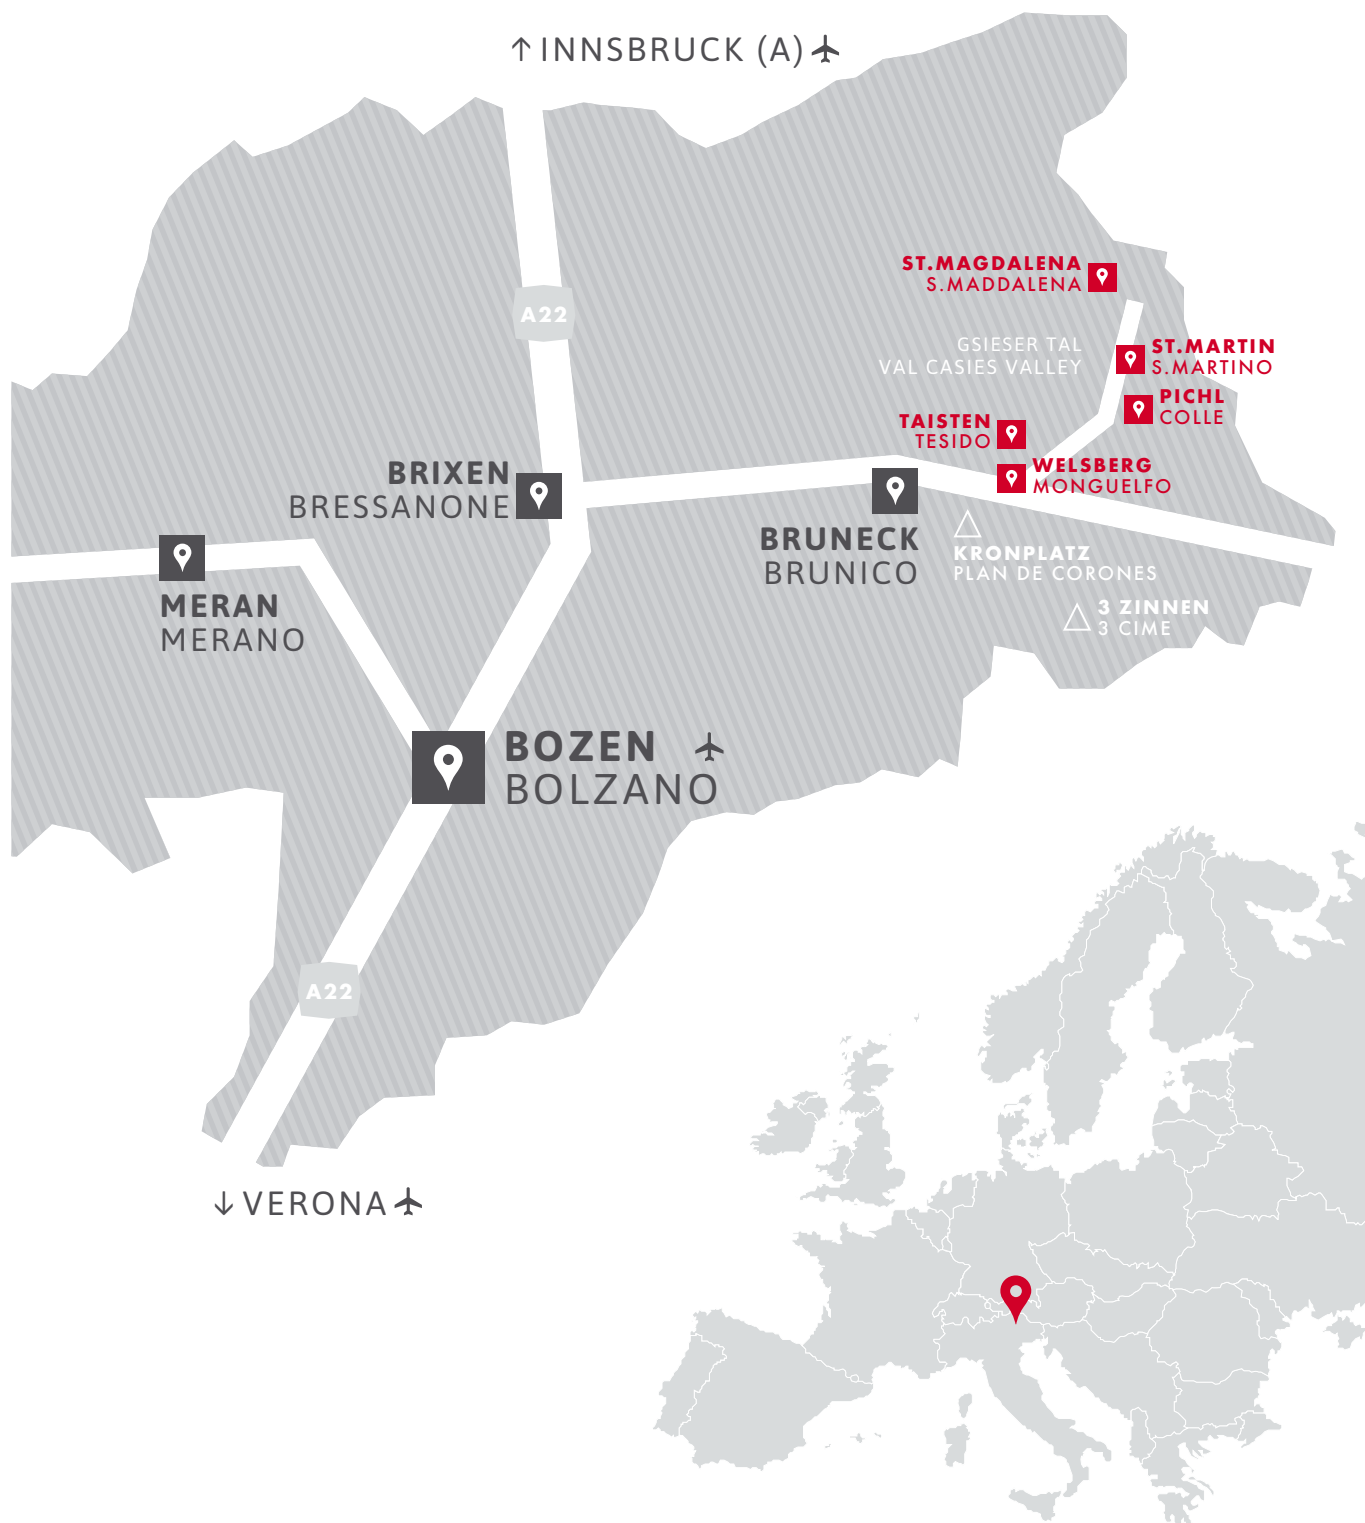 ↑ INNSBRUCK (A)
ST.MAGDALENA
S.MADDALENA
A22
GSIESER TAL
VAL CASIES VALLEY
ST.MARTIN
S.MARTINO
PICHL
COLLE
TAISTEN
TESIDO
WELSBERG
MONGUELFO
BRIXEN
BRESSANONE
BRUNECK
BRUNICO
KRONPLATZ
PLAN DE CORONES
3 ZINNEN
3 CIME
MERAN
MERANO
BOZEN
BOLZANO
A22
↓ VERONA